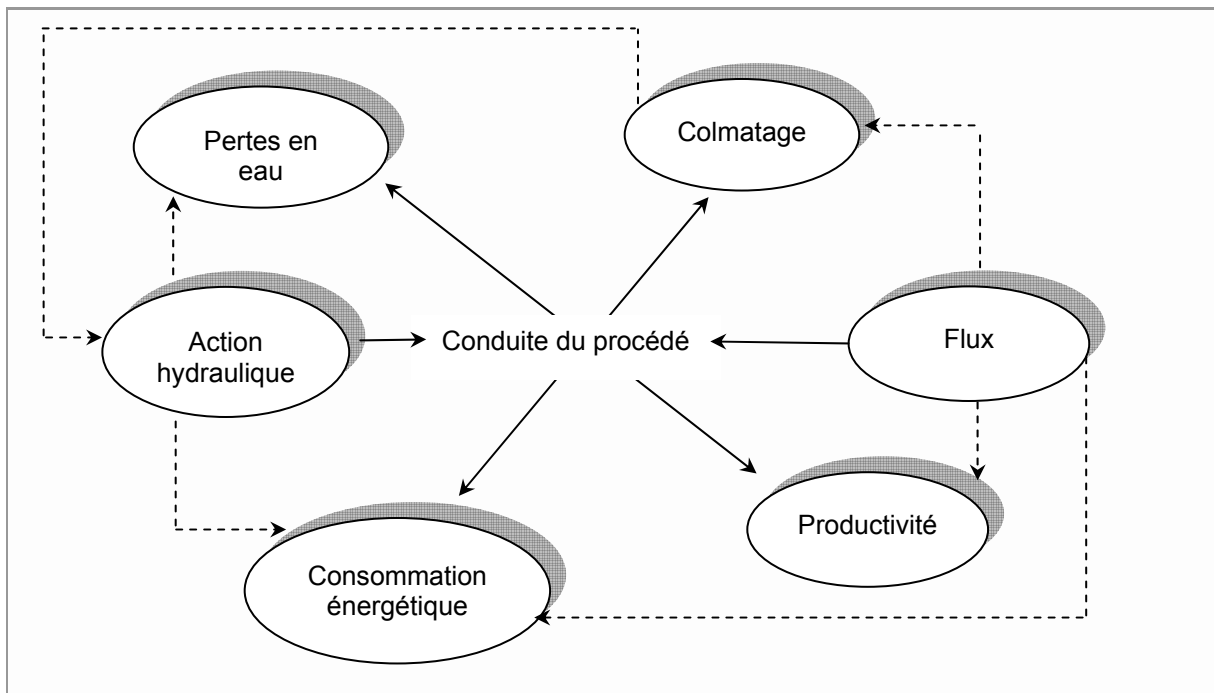 Pertes en
eau
Colmatage
Action
hydraulique
Conduite du procédé
Flux
Productivité
Consommation
énergétique